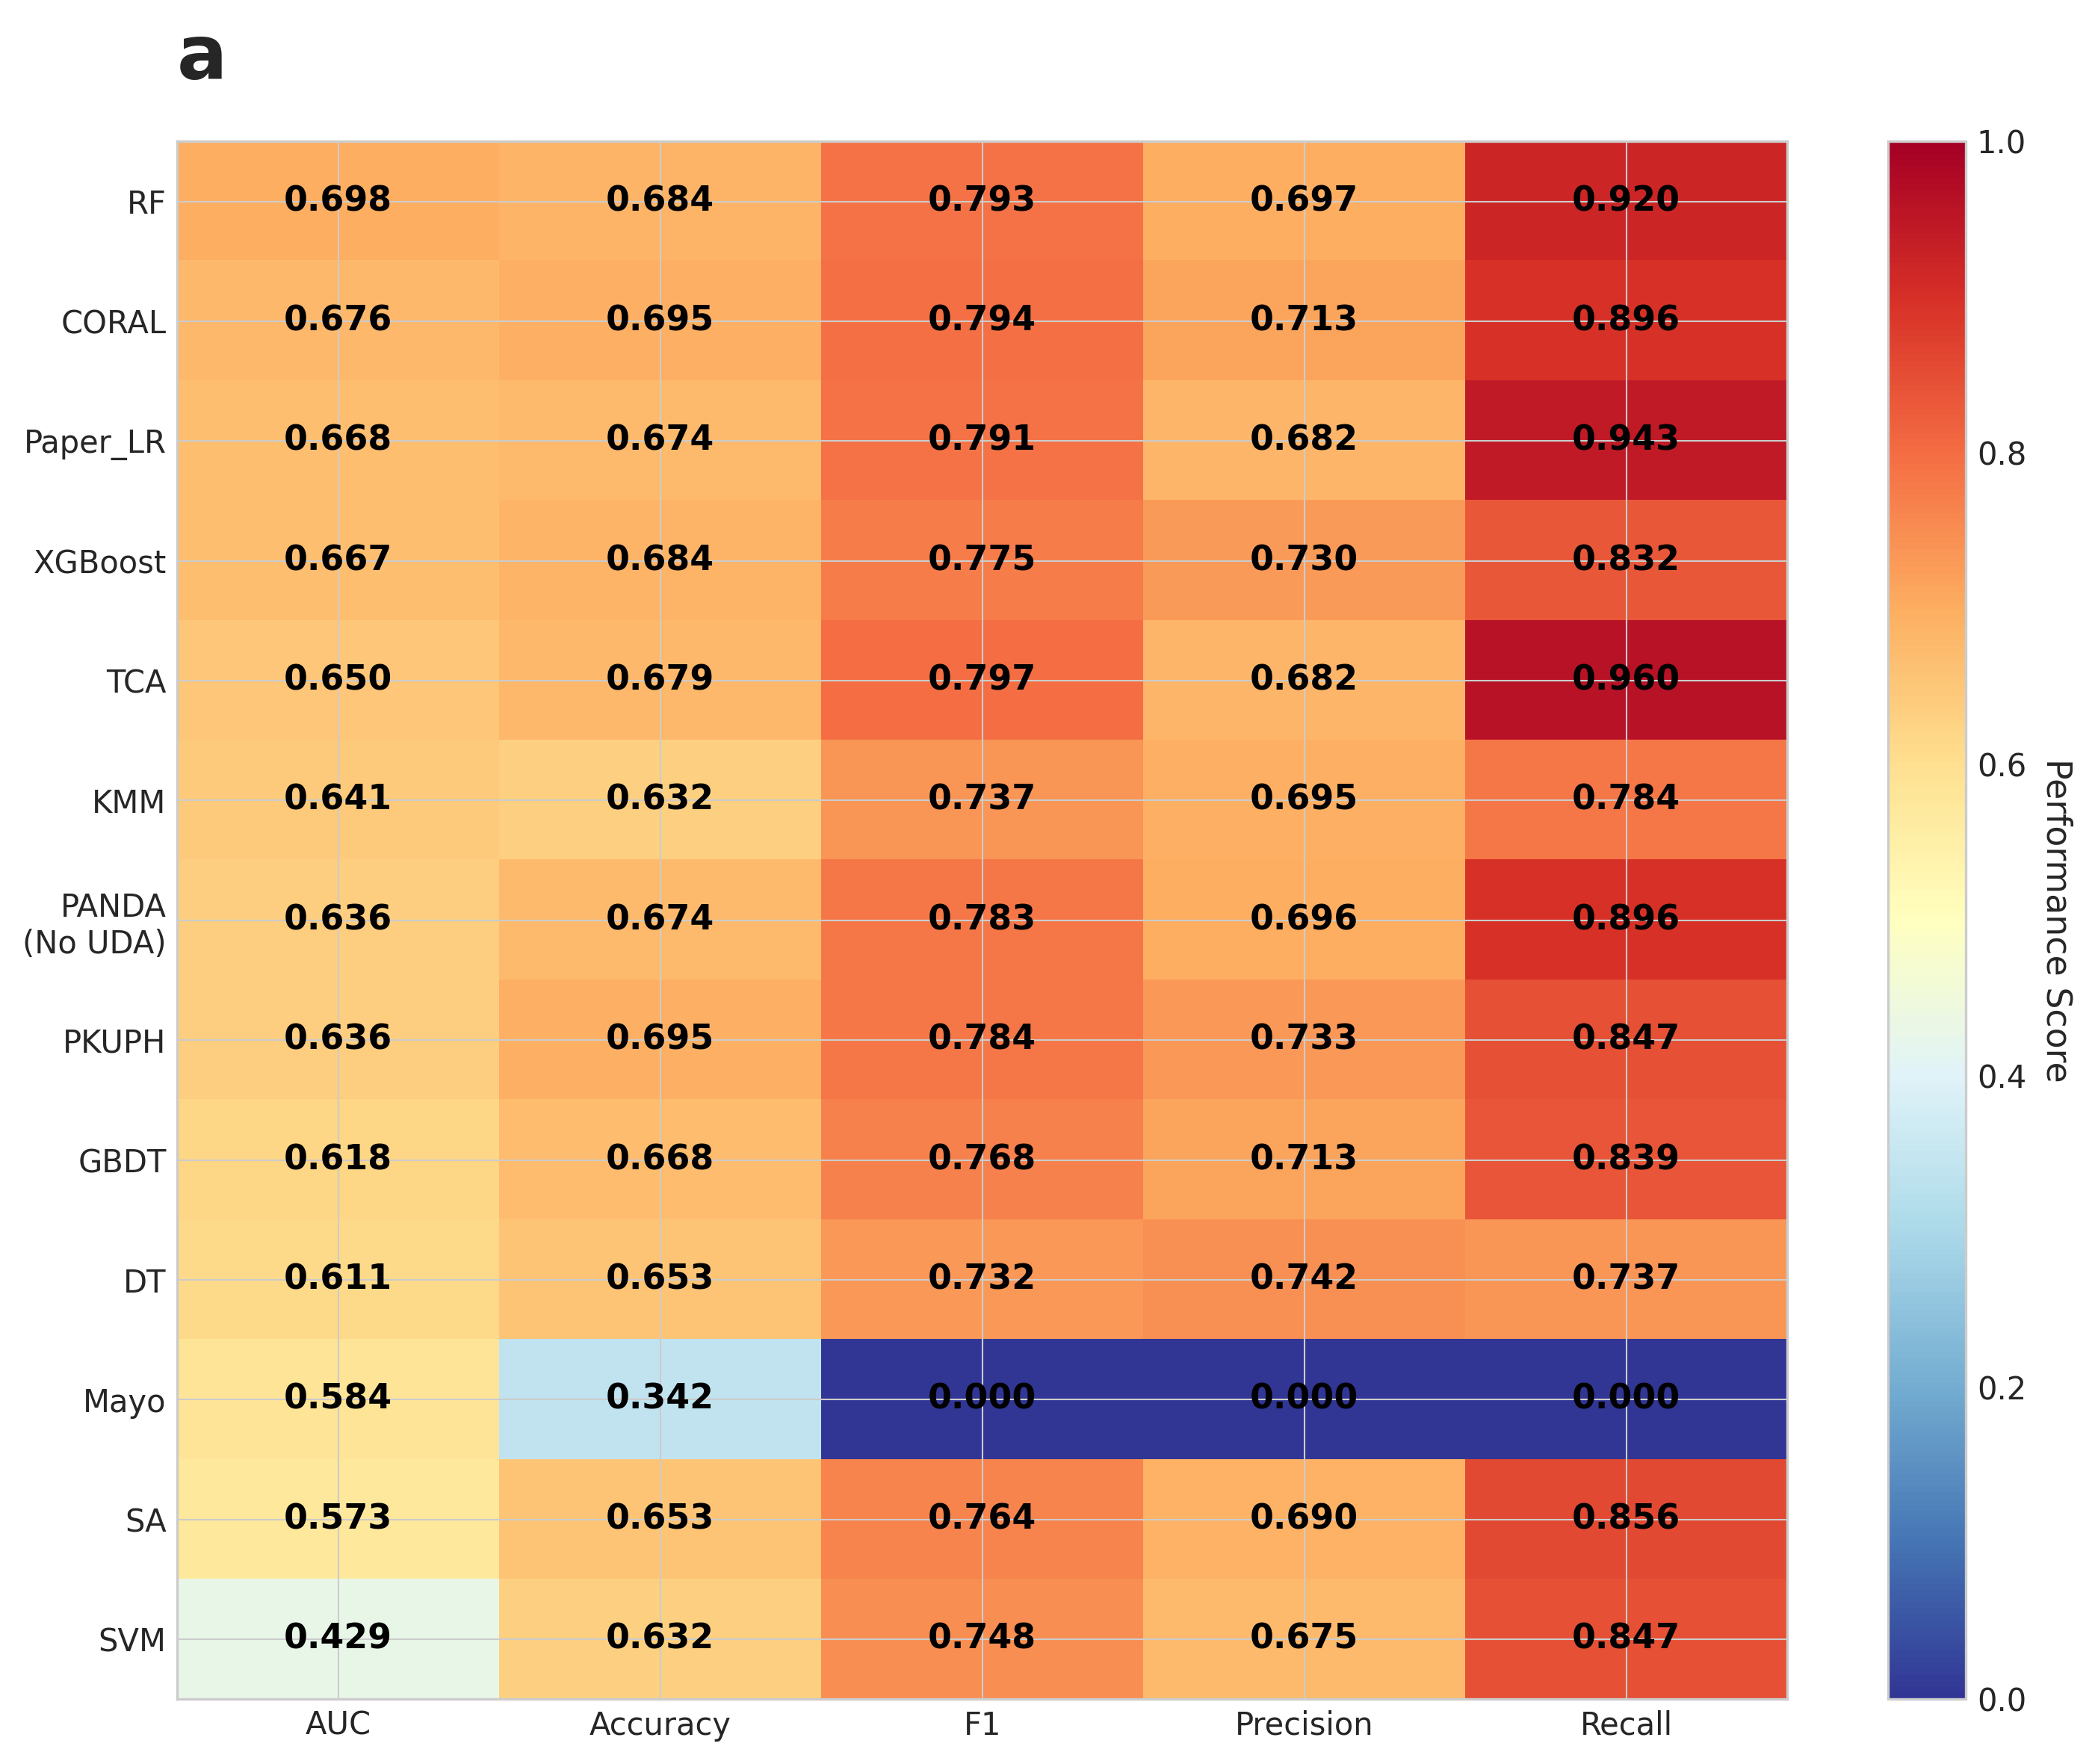 a
RF 0.698 0.684 0.793 0.697 0.920
CORAL 0.676 0.695 0.794 0.713 0.896
Paper_LR 0.668 0.674 0.791 0.682 0.943
XGBoost 0.667 0.684 0.775 0.730 0.832
TCA 0.650 0.679 0.797 0.682 0.960
KMM 0.641 0.632 0.737 0.695 0.784
PANDA
(No UDA) 0.636 0.674 0.783 0.696 0.896
PKUPH 0.636 0.695 0.784 0.733 0.847
GBDT 0.618 0.668 0.768 0.713 0.839
DT 0.611 0.653 0.732 0.742 0.737
Mayo 0.584 0.342 0.000 0.000 0.000
SA 0.573 0.653 0.764 0.690 0.856
SVM 0.429 0.632 0.748 0.675 0.847
AUC Accuracy F1 Precision Recall
1.0
0.8
0.6
0.4
0.2
0.0
Performance Score